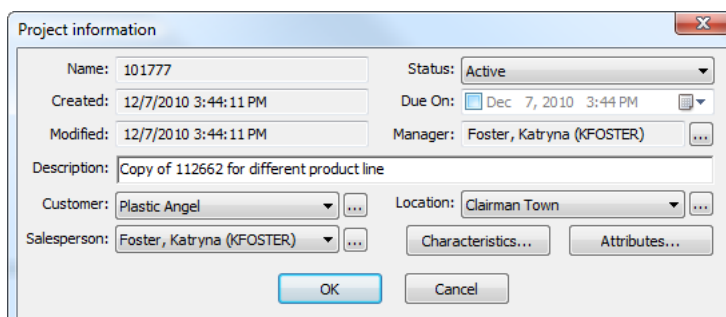 Project information
Name: 101777 Status: Active
Created: 12/7/2010 3:44:11 PM Due On: Dec 7, 2010 3:44 PM
Modified: 12/7/2010 3:44:11 PM Manager: Foster, Katryna (KFOSTER) ...
Description: Copy of 112662 for different product line
Customer: Plastic Angel ... Location: Clairman Town ...
Salesperson: Foster, Katryna (KFOSTER) ... Characteristics... Attributes...
OK Cancel